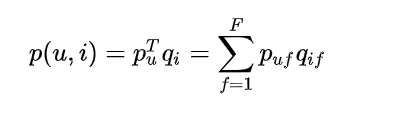 p(u, i) = p_u^T q_i = \sum_{f=1}^{F} p_{uf} q_{if}